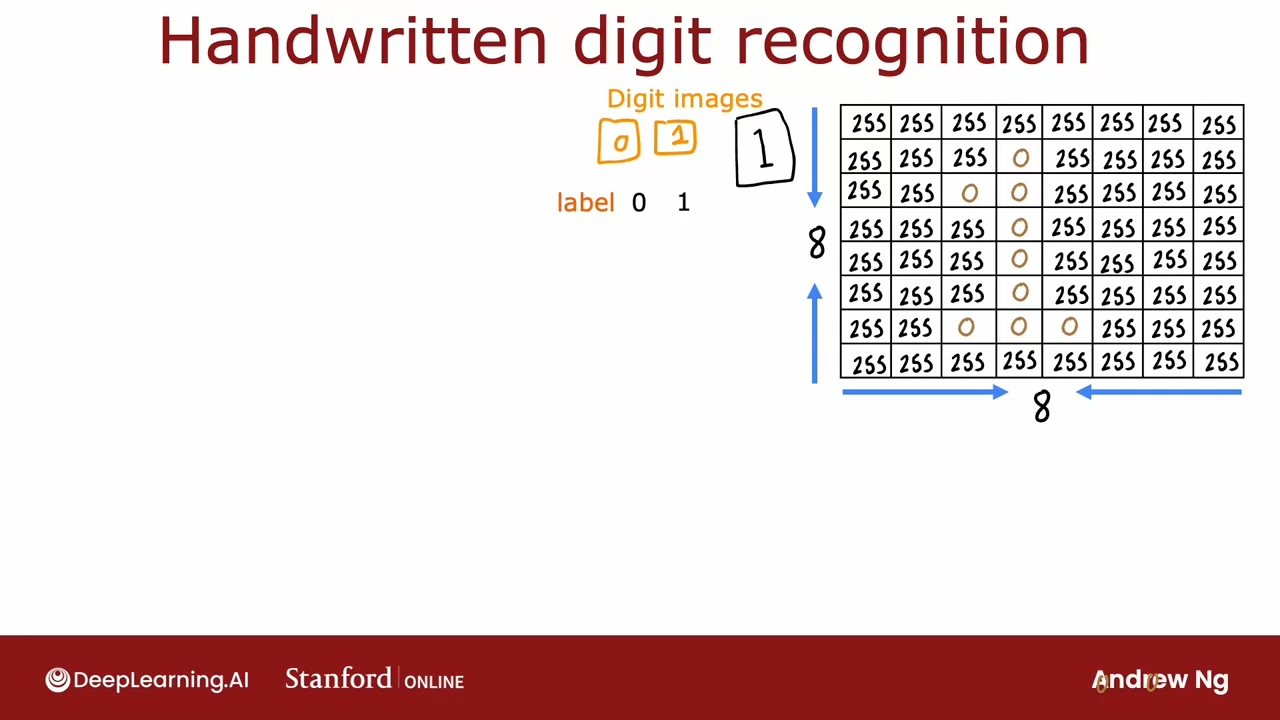 Handwritten digit recognition
Digit images
0 1
1
label 0 1
8
255 255 255 255 255 255 255 255
255 255 255 0 255 255 255 255
255 255 0 0 255 255 255 255
255 255 255 0 255 255 255 255
255 255 255 0 255 255 255 255
255 255 255 0 255 255 255 255
255 255 0 0 0 255 255 255
255 255 255 255 255 255 255 255
8
DeepLearning.AI
Stanford ONLINE
Andrew Ng
0 0